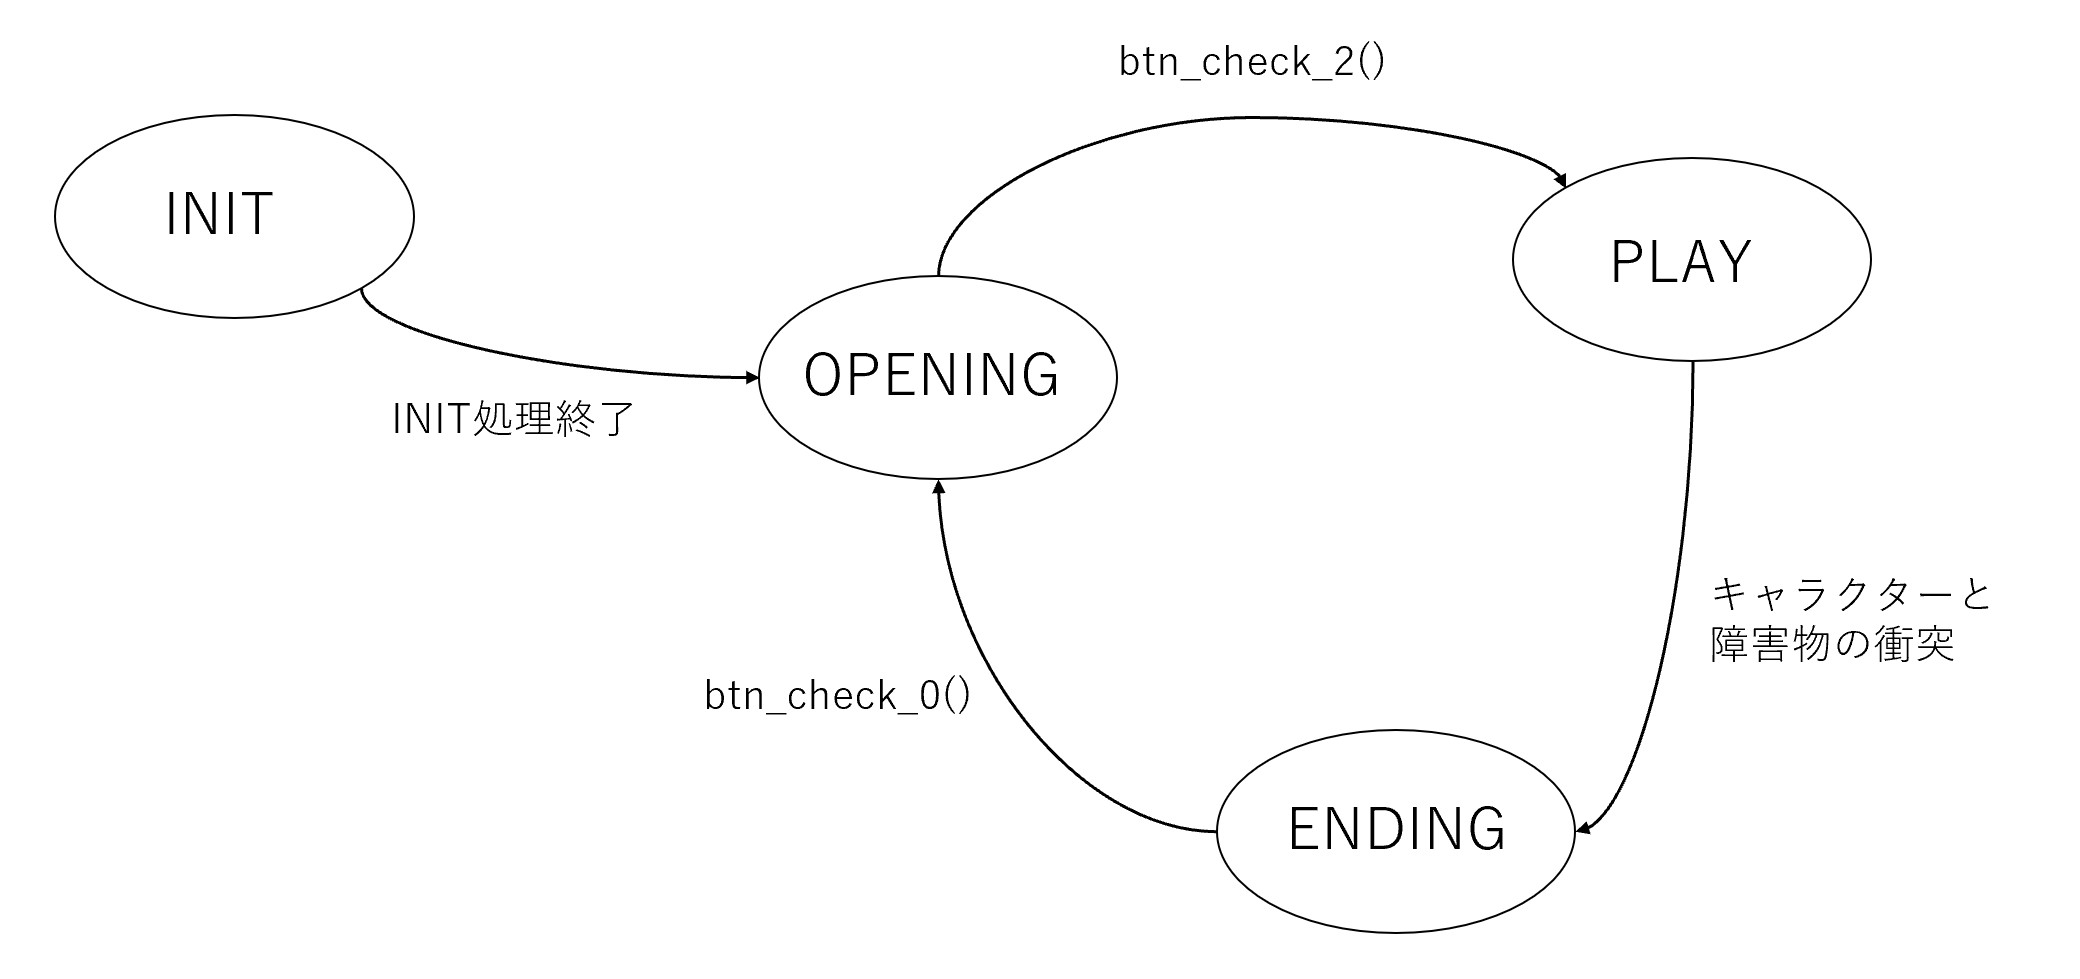 btn_check_2()
INIT
PLAY
OPENING
INIT処理終了
キャラクターと
障害物の衝突
btn_check_0()
ENDING